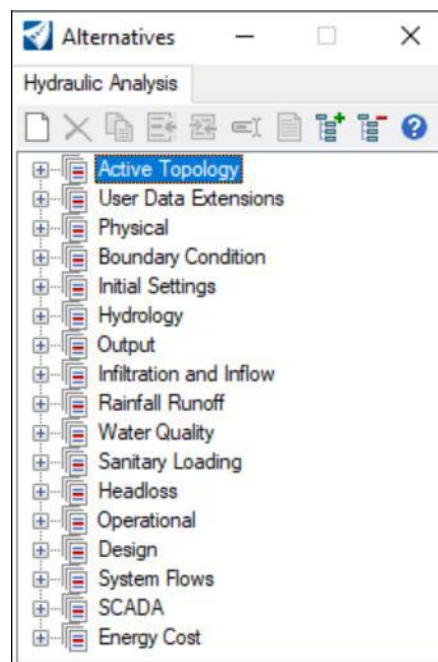 Alternatives
Hydraulic Analysis
Active Topology
User Data Extensions
Physical
Boundary Condition
Initial Settings
Hydrology
Output
Infiltration and Inflow
Rainfall Runoff
Water Quality
Sanitary Loading
Headloss
Operational
Design
System Flows
SCADA
Energy Cost